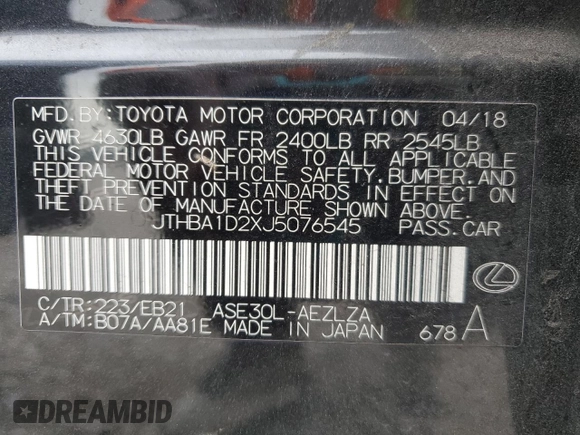 MFD.BY:TOYOTA MOTOR CORPORATION 04/18
GVWR 4630LB GAWR FR 2400LB RR 2545LB
THIS VEHICLE CONFORMS TO ALL APPLICABLE
FEDERAL MOTOR VEHICLE SAFETY,BUMPER,AND
THEFT PREVENTION STANDARDS IN EFFECT ON
THE DATE OF MANUFACTURE SHOWN ABOVE.
JTHBA1D2XJ5076545 PASS.CAR
C/TR:223/EB21 ASE30L-AEZLZA
A/TM:B07A/AA81E MADE IN JAPAN 678A
DREAMBID